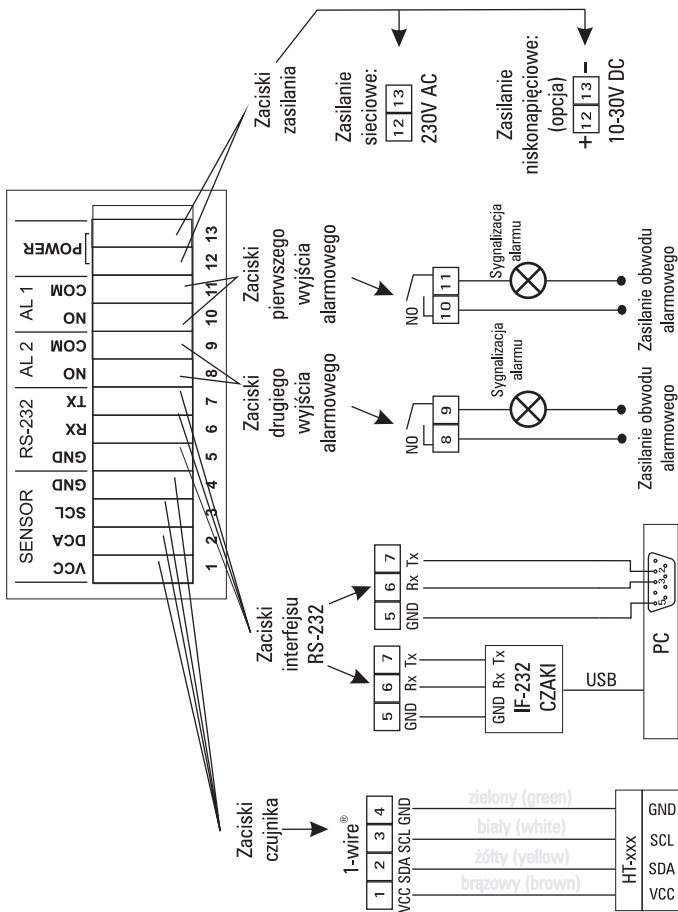 SENSOR
RS-232
AL 2
AL 1
POWER
VCC
DCA
SCL
GND
GND
RX
TX
NO
COM
NO
COM
1
2
3
4
5
6
7
8
9
10
11
12
13
Zaciski
czujnika
1-wire®
1
2
3
4
VCC SDA SCL GND
zielony (green)
biały (white)
żółty (yellow)
brązowy (brown)
HT-xxx
VCC
SDA
SCL
GND
Zaciski
interfejsu
RS-232
5
6
7
GND
Rx
Tx
GND Rx Tx
IF-232
CZAKI
USB
5
6
7
GND
Rx
Tx
5
3
2
PC
Zaciski
drugiego
wyjścia
alarmowego
NO
8
9
Sygnalizacja
alarmu
Zasilanie obwodu
alarmowego
Zaciski
pierwszego
wyjścia
alarmowego
NO
10
11
Sygnalizacja
alarmu
Zasilanie obwodu
alarmowego
Zaciski
zasilania
Zasilanie
sieciowe:
12
13
230V AC
Zasilanie
niskonapięciowe:
(opcja)
+ 12 13 −
10-30V DC